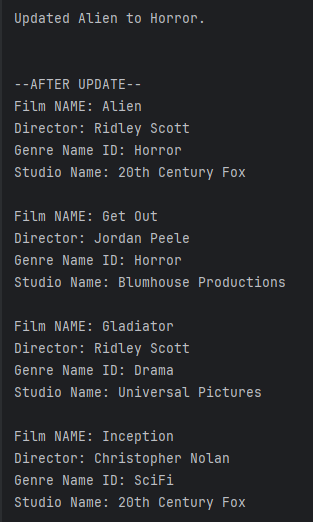 Updated Alien to Horror.
--AFTER UPDATE--
Film NAME: Alien
Director: Ridley Scott
Genre Name ID: Horror
Studio Name: 20th Century Fox
Film NAME: Get Out
Director: Jordan Peele
Genre Name ID: Horror
Studio Name: Blumhouse Productions
Film NAME: Gladiator
Director: Ridley Scott
Genre Name ID: Drama
Studio Name: Universal Pictures
Film NAME: Inception
Director: Christopher Nolan
Genre Name ID: SciFi
Studio Name: 20th Century Fox